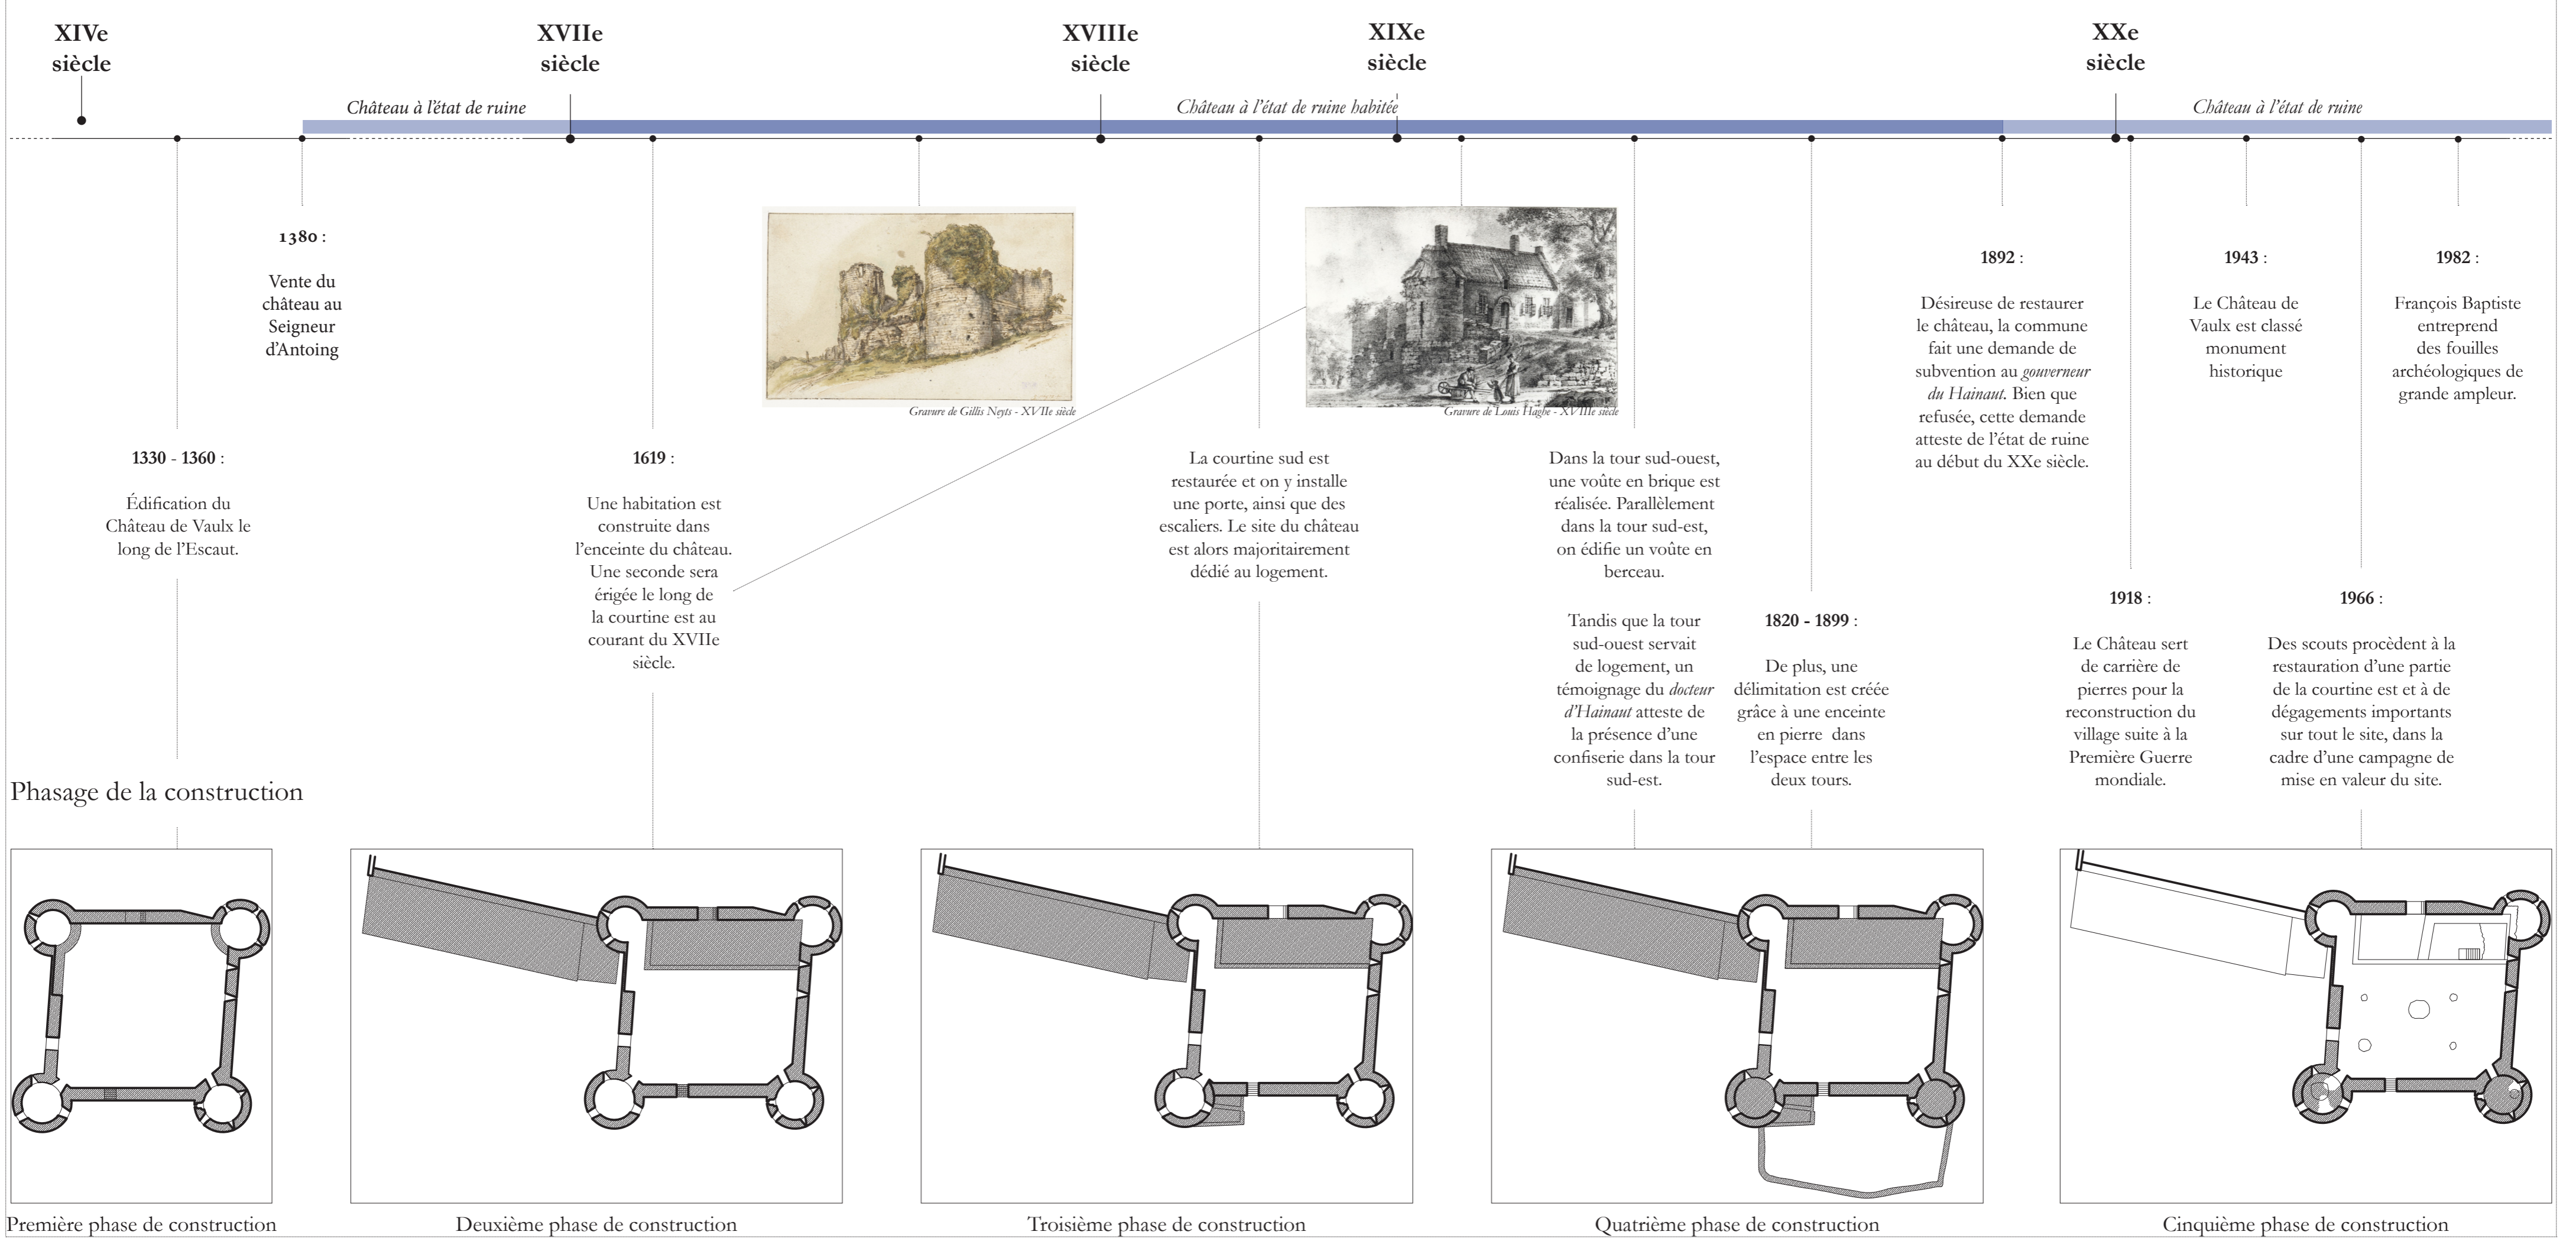 XIVe
siècle
XVIIe
siècle
XVIIIe
siècle
XIXe
siècle
XXe
siècle
Château à l'état de ruine
Château à l'état de ruine habitée
Château à l'état de ruine
1380 :
Vente du
château au
Seigneur
d'Antoing
Gravure de Gillis Neyts - XVIIe siècle
Gravure de Louis Haghe - XVIIIe siècle
1892 :
Désireuse de restaurer
le château, la commune
fait une demande de
subvention au gouverneur
du Hainaut. Bien que
refusée, cette demande
atteste de l'état de ruine
au début du XXe siècle.
1943 :
Le Château de
Vaulx est classé
monument
historique
1982 :
François Baptiste
entreprend
des fouilles
archéologiques de
grande ampleur.
1330 - 1360 :
Édification du
Château de Vaulx le
long de l'Escaut.
1619 :
Une habitation est
construite dans
l'enceinte du château.
Une seconde sera
érigée le long de
la courtine est au
courant du XVIIe
siècle.
La courtine sud est
restaurée et on y installe
une porte, ainsi que des
escaliers. Le site du château
est alors majoritairement
dédié au logement.
Dans la tour sud-ouest,
une voûte en brique est
réalisée. Parallèlement
dans la tour sud-est,
on édifie un voûte en
berceau.
Tandis que la tour
sud-ouest servait
de logement, un
témoignage du docteur
d'Hainaut atteste de
la présence d'une
confiserie dans la tour
sud-est.
1820 - 1899 :
De plus, une
délimitation est créée
grâce à une enceinte
en pierre dans
l'espace entre les
deux tours.
1918 :
Le Château sert
de carrière de
pierres pour la
reconstruction du
village suite à la
Première Guerre
mondiale.
1966 :
Des scouts procèdent à la
restauration d'une partie
de la courtine est et à de
dégagements importants
sur tout le site, dans la
cadre d'une campagne de
mise en valeur du site.
Phasage de la construction
Première phase de construction
Deuxième phase de construction
Troisième phase de construction
Quatrième phase de construction
Cinquième phase de construction